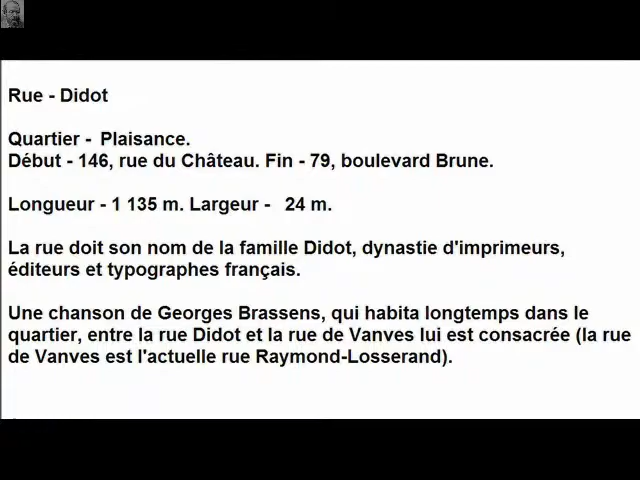 Rue - Didot
Quartier - Plaisance.
Début - 146, rue du Château. Fin - 79, boulevard Brune.
Longueur - 1 135 m. Largeur - 24 m.
La rue doit son nom de la famille Didot, dynastie d'imprimeurs,
éditeurs et typographes français.
Une chanson de Georges Brassens, qui habita longtemps dans le
quartier, entre la rue Didot et la rue de Vanves lui est consacrée (la rue
de Vanves est l'actuelle rue Raymond-Losserand).